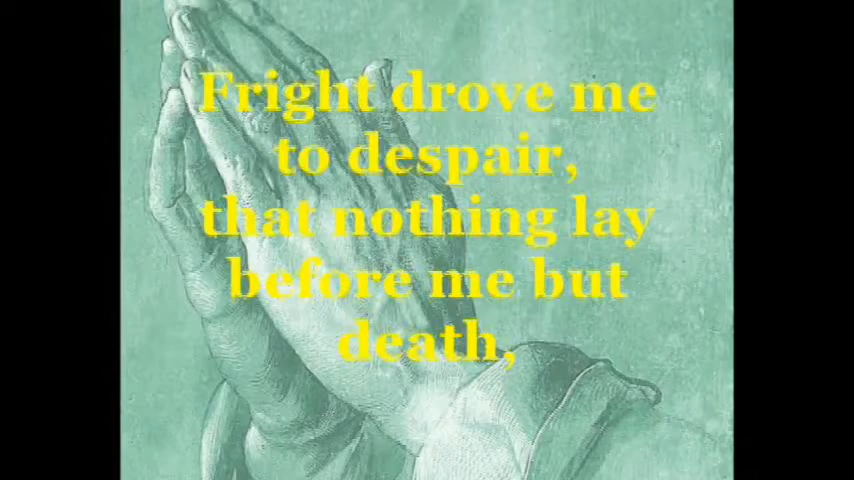 Fright drove me
to despair,
that nothing lay
before me but
death,